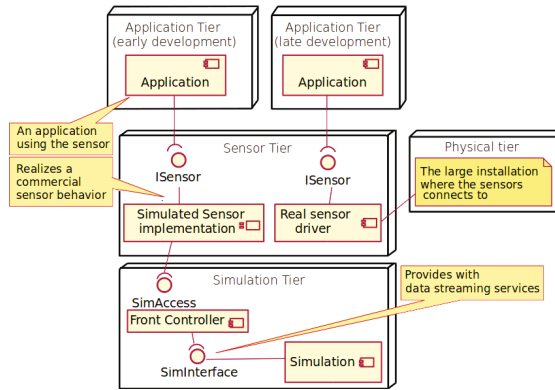 Application Tier
(early development)
Application
Application Tier
(late development)
Application
An application
using the sensor
Realizes a
commercial
sensor behavior
Sensor Tier
ISensor
ISensor
Simulated Sensor
implementation
Real sensor
driver
Physical tier
The large installation
where the sensors
connects to
Simulation Tier
SimAccess
Front Controller
SimInterface
Simulation
Provides with
data streaming services